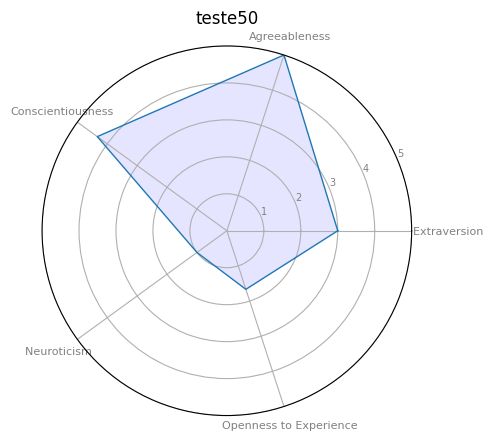 teste50
Agreeableness
Conscientiousness
5
4
3
2
1
Extraversion
Neuroticism
Openness to Experience